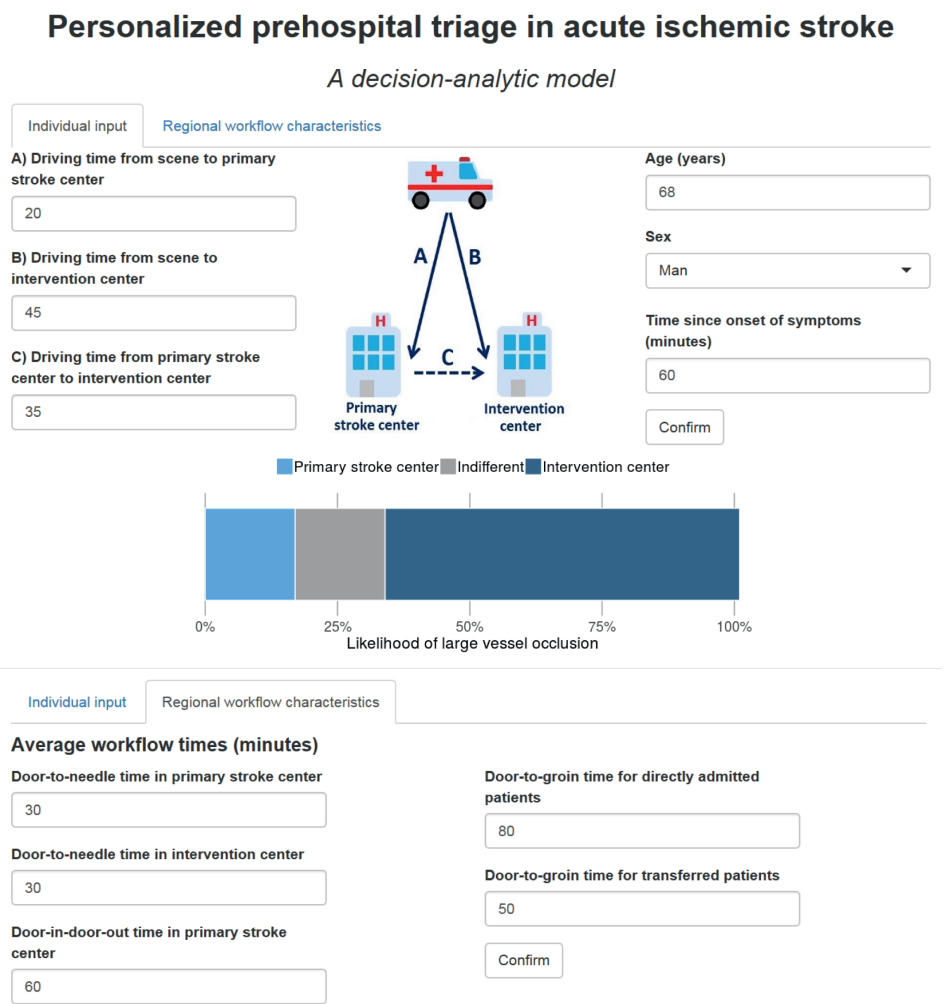 Personalized prehospital triage in acute ischemic stroke
A decision-analytic model
Individual input
Regional workflow characteristics
A) Driving time from scene to primary
stroke center
20
B) Driving time from scene to
intervention center
45
C) Driving time from primary stroke
center to intervention center
35
A
B
C
H
H
Primary
stroke center
Intervention
center
Age (years)
68
Sex
Man
Time since onset of symptoms
(minutes)
60
Confirm
Primary stroke center Indifferent Intervention center
0% 25% 50% 75% 100%
Likelihood of large vessel occlusion
Individual input
Regional workflow characteristics
Average workflow times (minutes)
Door-to-needle time in primary stroke center
30
Door-to-needle time in intervention center
30
Door-in-door-out time in primary stroke
center
60
Door-to-groin time for directly admitted
patients
80
Door-to-groin time for transferred patients
50
Confirm